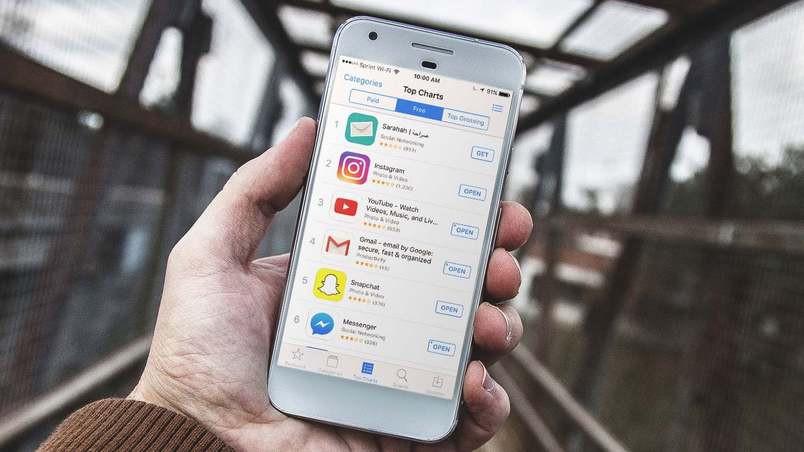 Sprint Wi-Fi 10:00 AM 91%
Categories Top Charts
Paid Free Top Grossing
1 Sarahah | صراحة
Social Networking
GET
2 Instagram
Photo & Video
OPEN
3 YouTube - Watch
Videos, Music, and Liv...
Photo & Video
OPEN
4 Gmail - email by Google:
secure, fast & organized
Productivity
OPEN
5 Snapchat
Photo & Video
OPEN
6 Messenger
Social Networking
OPEN
Top Charts Search